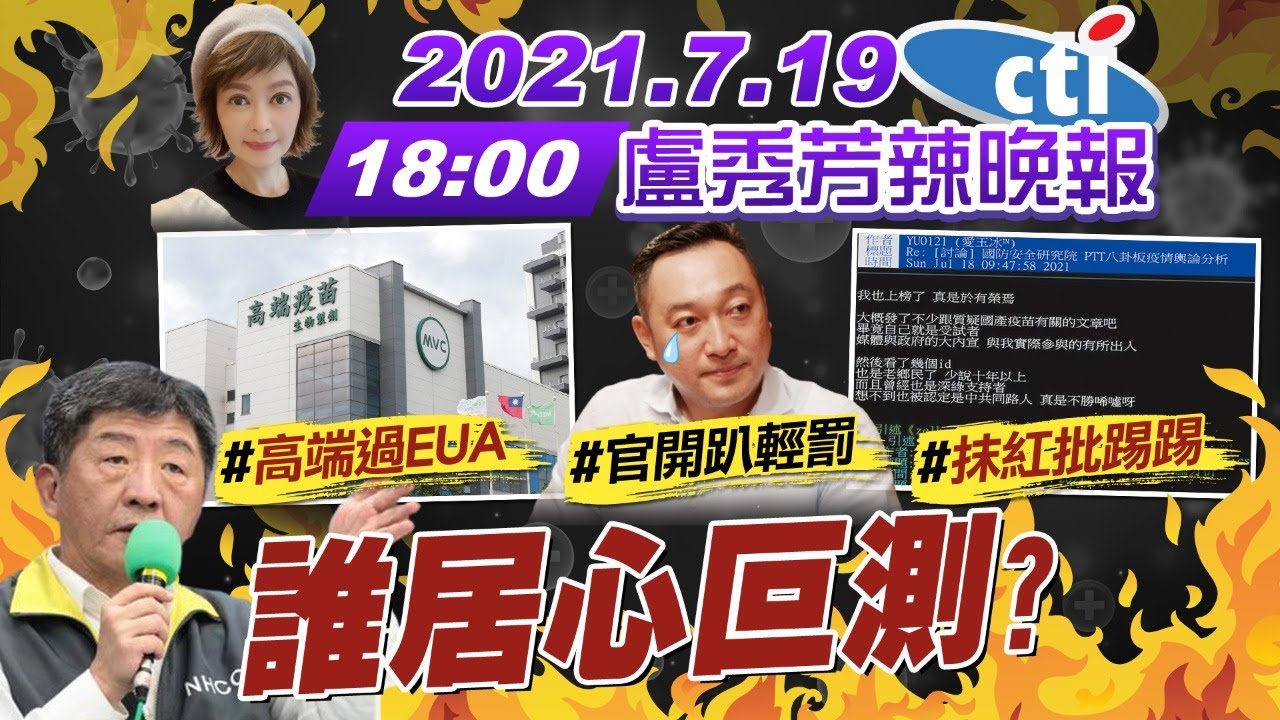 2021.7.19
cti
18:00
盧秀芳辣晚報
高端疫苗
生物製劑
MVC
作者 YU0121 (愛玉冰™)
標題 Re: [討論] 國防安全研究院 PTT八卦板疫情輿論分析
時間 Sun Jul 18 09:47:58 2021
我也上榜了 真是於有榮焉
大概發了不少跟質疑國產疫苗有關的文章吧
畢竟自己就是受試者
媒體與政府的大內宣 與我實際參與的有所出入
然後看了幾個id
也是老鄉民了 少說十年以上
而且曾經也是深綠支持者
想不到也被認定是中共同路人 真是不勝唏噓呀
#高端過EUA
#官開趴輕罰
#抹紅批踢踢
誰居心叵測?
NHC